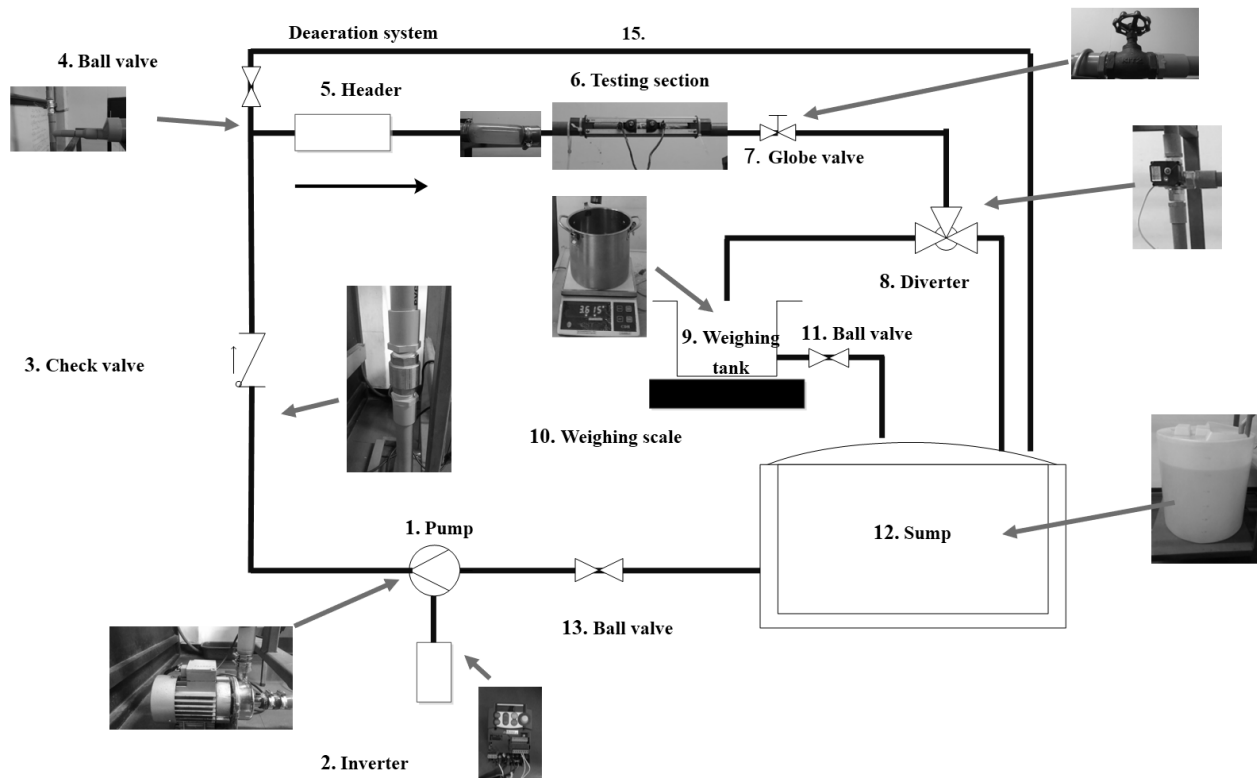 Deaeration system
15.
4. Ball valve
5. Header
6. Testing section
7. Globe valve
8. Diverter
3. Check valve
9. Weighing
tank
11. Ball valve
10. Weighing scale
1. Pump
12. Sump
13. Ball valve
2. Inverter